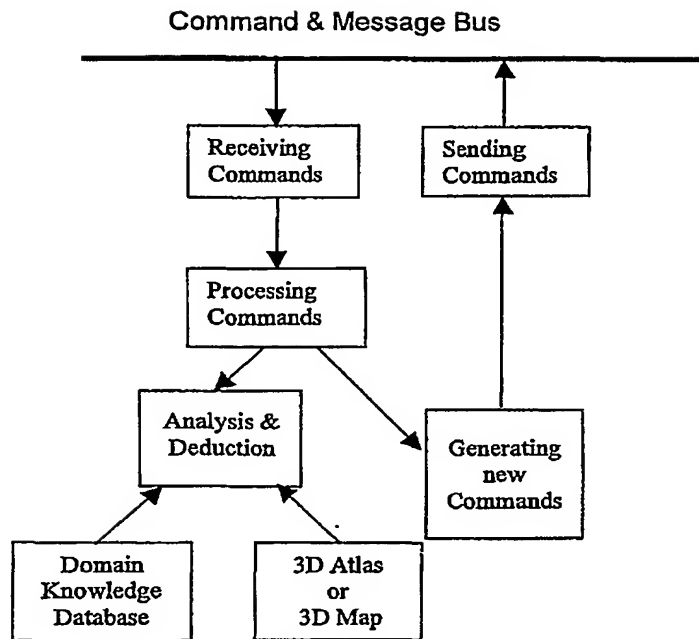 Command & Message Bus
Receiving
Commands
Sending
Commands
Processing
Commands
Analysis &
Deduction
Generating
new
Commands
Domain
Knowledge
Database
3D Atlas
or
3D Map